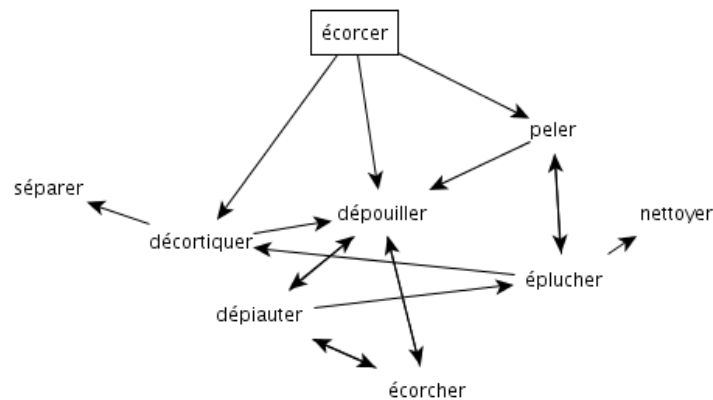 écorcer
peler
séparer
dépouiller
nettoyer
décortiquer
éplucher
dépiauter
écorcher